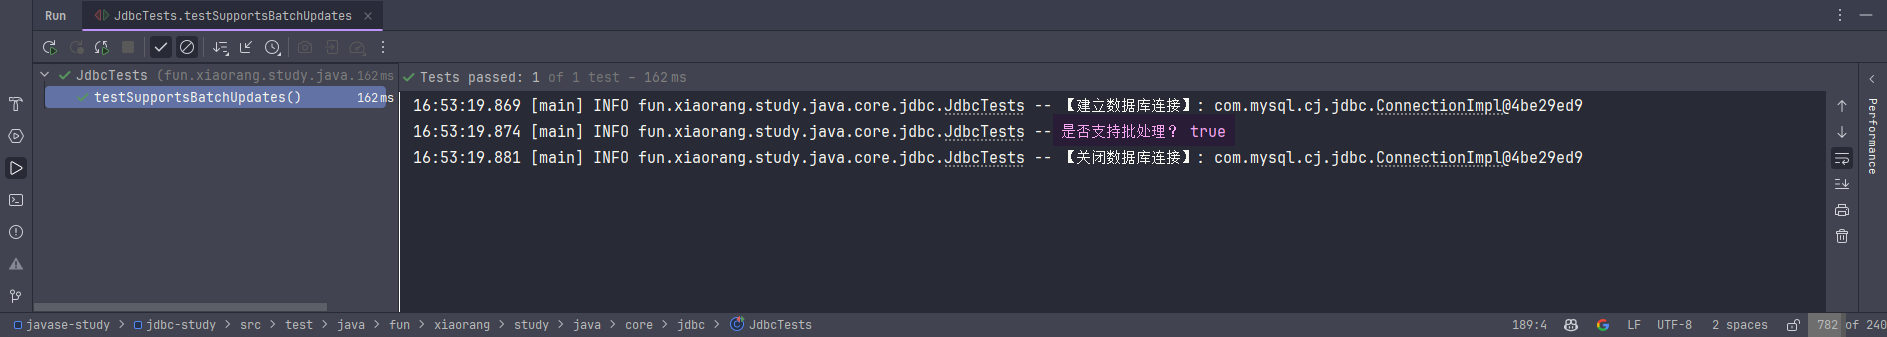 Run JdbcTests.testSupportsBatchUpdates
JdbcTests (fun.xiaorang.study.java. 162 ms
testSupportsBatchUpdates() 162 ms
Tests passed: 1 of 1 test – 162 ms
16:53:19.869 [main] INFO fun.xiaorang.study.java.core.jdbc.JdbcTests -- 【建立数据库连接】: com.mysql.cj.jdbc.ConnectionImpl@4be29ed9
16:53:19.874 [main] INFO fun.xiaorang.study.java.core.jdbc.JdbcTests -- 是否支持批处理？ true
16:53:19.881 [main] INFO fun.xiaorang.study.java.core.jdbc.JdbcTests -- 【关闭数据库连接】: com.mysql.cj.jdbc.ConnectionImpl@4be29ed9
Performance
javase-study > jdbc-study > src > test > java > fun > xiaorang > study > java > core > jdbc > JdbcTests 189:4 LF UTF-8 2 spaces 782 of 240